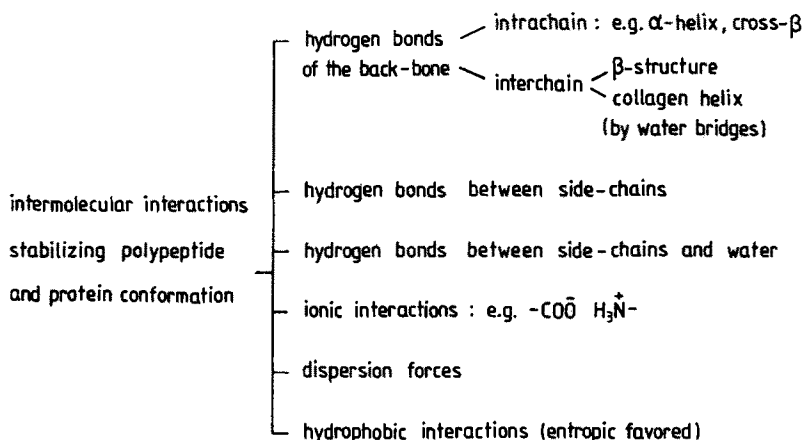 hydrogen bonds
of the back-bone
intrachain : e.g. α-helix, cross-β
interchain
β-structure
collagen helix
(by water bridges)
intermolecular interactions
stabilizing polypeptide
and protein conformation
hydrogen bonds between side-chains
hydrogen bonds between side-chains and water
ionic interactions : e.g. -COŌ H₃N⁺-
dispersion forces
hydrophobic interactions (entropic favored)